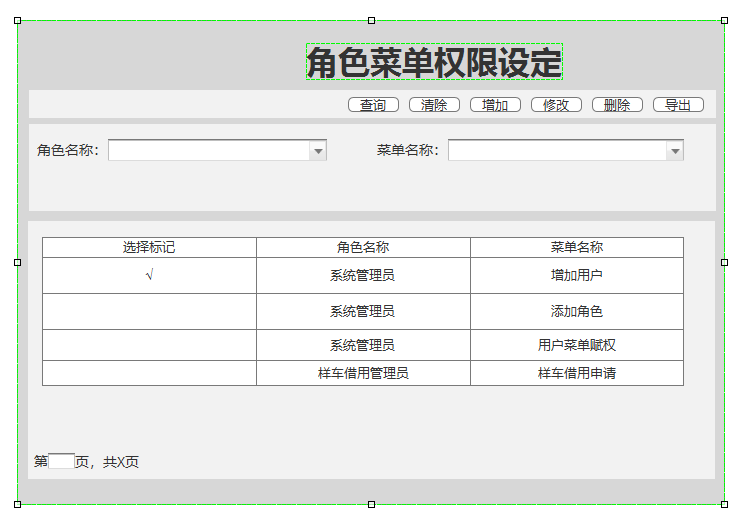 角色菜单权限设定
查询 清除 增加 修改 删除 导出
角色名称： 菜单名称：
选择标记 角色名称 菜单名称
√ 系统管理员 增加用户
系统管理员 添加角色
系统管理员 用户菜单赋权
样车借用管理员 样车借用申请
第 页，共X页